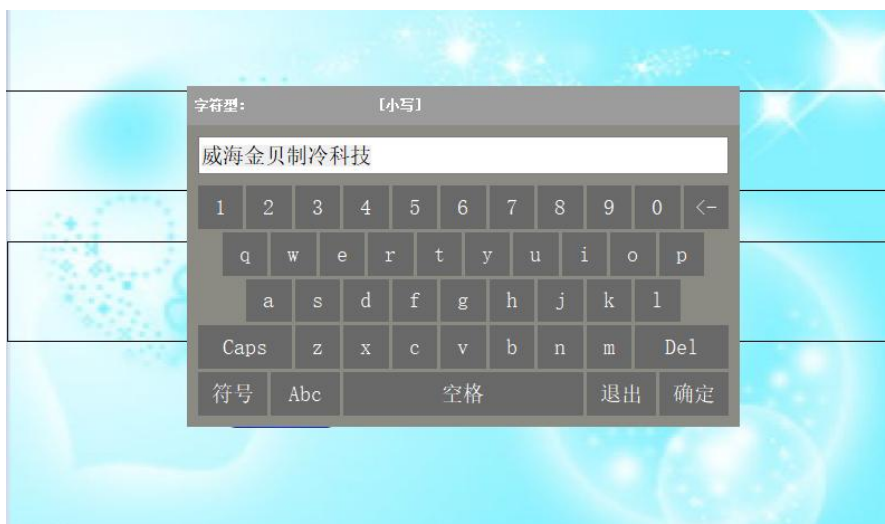 字符型: [小写]
威海金贝制冷科技
1 2 3 4 5 6 7 8 9 0 <-
q w e r t y u i o p
a s d f g h j k l
Caps z x c v b n m Del
符号 Abc 空格 退出 确定